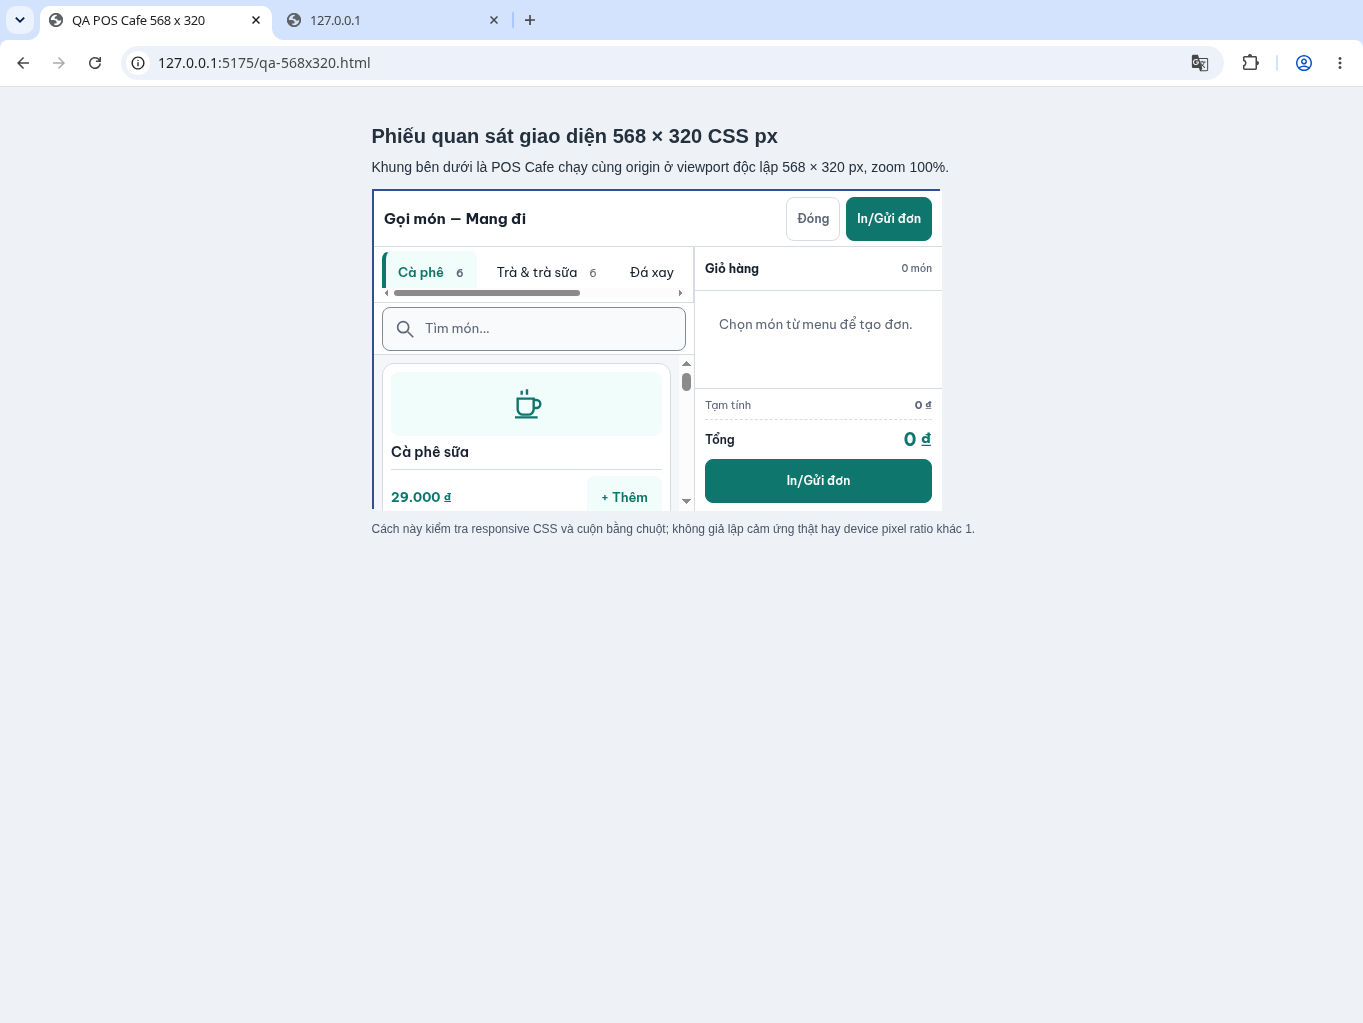 QA POS Cafe 568 x 320
127.0.0.1
127.0.0.1:5175/qa-568x320.html
Phiếu quan sát giao diện 568 × 320 CSS px
Khung bên dưới là POS Cafe chạy cùng origin ở viewport độc lập 568 × 320 px, zoom 100%.
Gọi món — Mang đi
Đóng
In/Gửi đơn
Cà phê 6
Trà & trà sữa 6
Đá xay
Giỏ hàng
0 món
Tìm món...
Chọn món từ menu để tạo đơn.
Cà phê sữa
29.000 ₫
+ Thêm
Tạm tính
0 ₫
Tổng
0 ₫
In/Gửi đơn
Cách này kiểm tra responsive CSS và cuộn bằng chuột; không giả lập cảm ứng thật hay device pixel ratio khác 1.